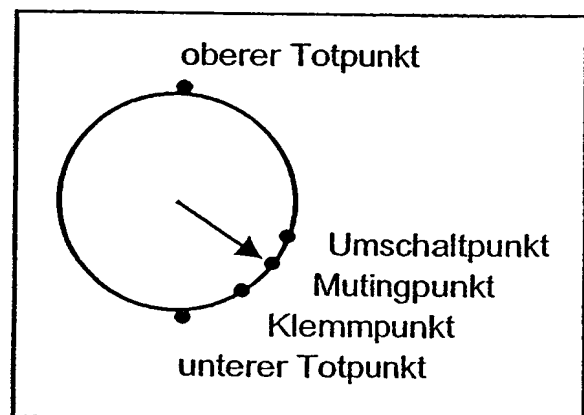 oberer Totpunkt
Umschaltpunkt
Mutingpunkt
Klemmpunkt
unterer Totpunkt